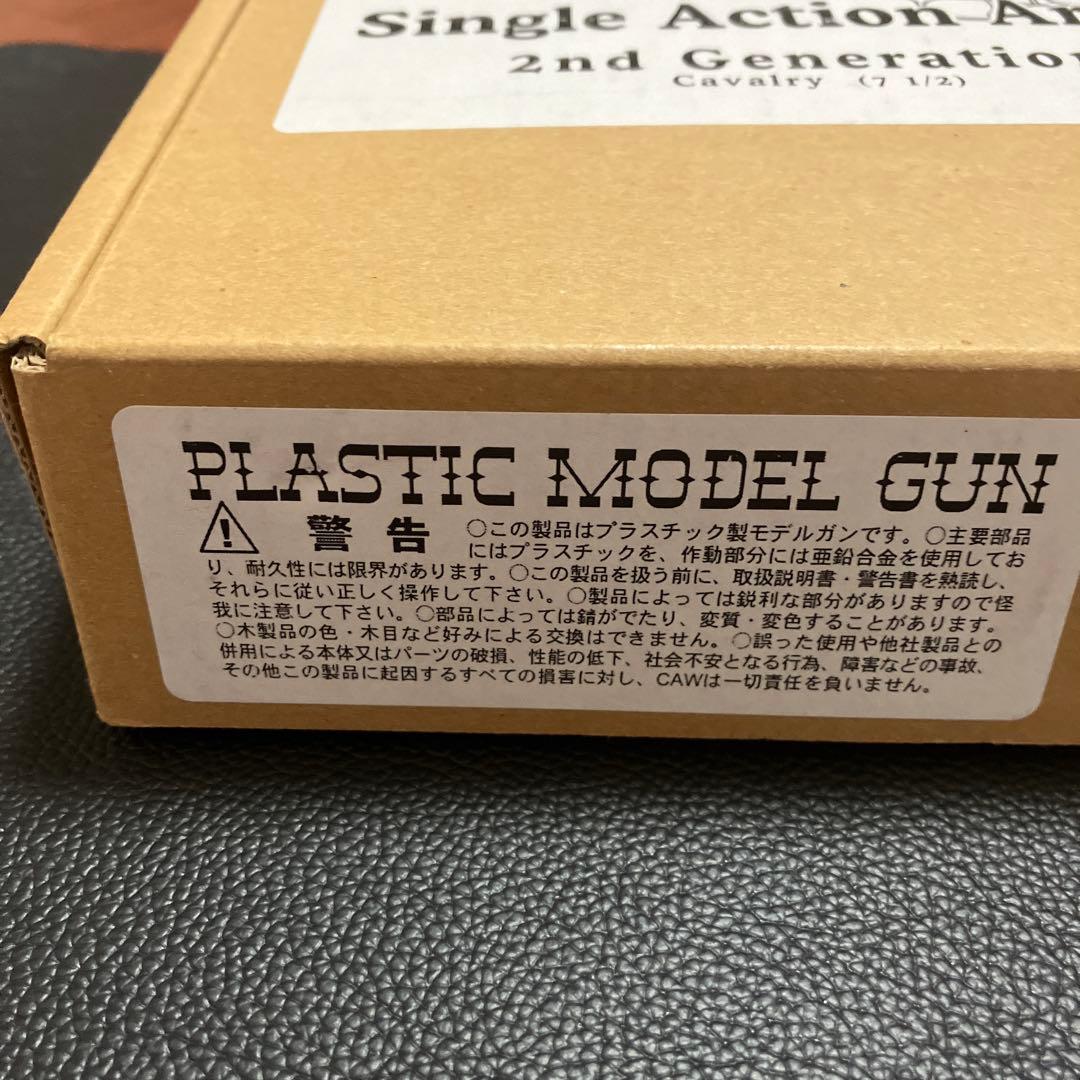 Single Action
2nd Generation
Cavalry (7 1/2)
PLASTIC MODEL GUN
警告 ○この製品はプラスチック製モデルガンです。○主要部品
にはプラスチックを、作動部分には亜鉛合金を使用してお
り、耐久性には限界があります。○この製品を扱う前に、取扱説明書・警告書を熟読し、
それらに従い正しく操作して下さい。○製品によっては鋭利な部分がありますので怪
我に注意して下さい。○部品によっては錆がでたり、変質・変色することがあります。
○木製品の色・木目など好みによる交換はできません。○誤った使用や他社製品との
併用による本体又はパーツの破損、性能の低下、社会不安となる行為、障害などの事故、
その他この製品に起因するすべての損害に対し、CAWは一切責任を負いません。